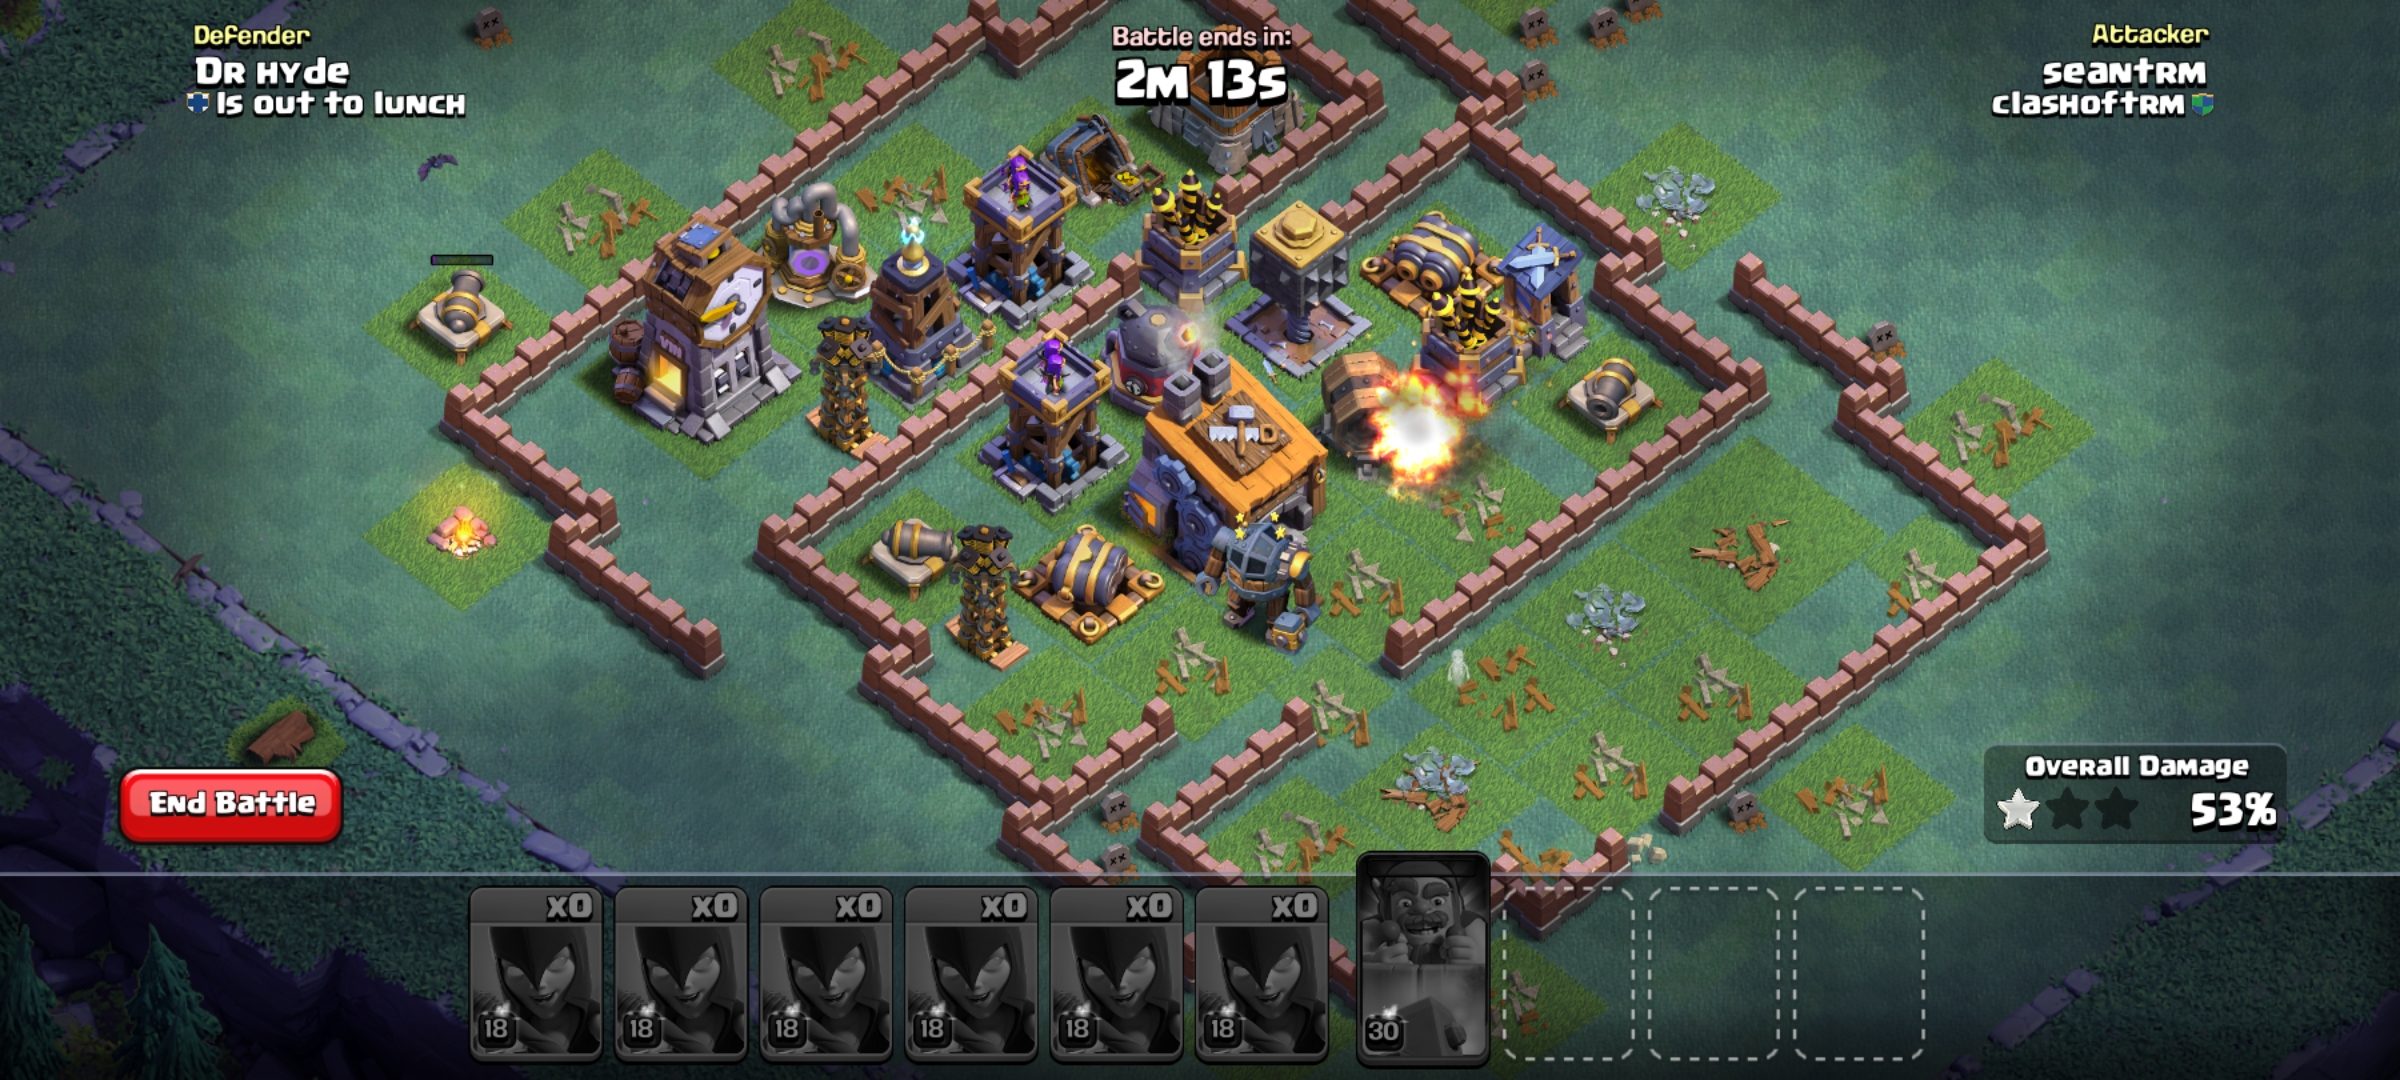 Defender
Dr Hyde
Is out to lunch
Battle ends in:
2M 13s
Attacker
seantrm
clashoftrm
VIII
End Battle
Overall Damage
53%
x0
x0
x0
x0
x0
x0
18
18
18
18
18
18
30